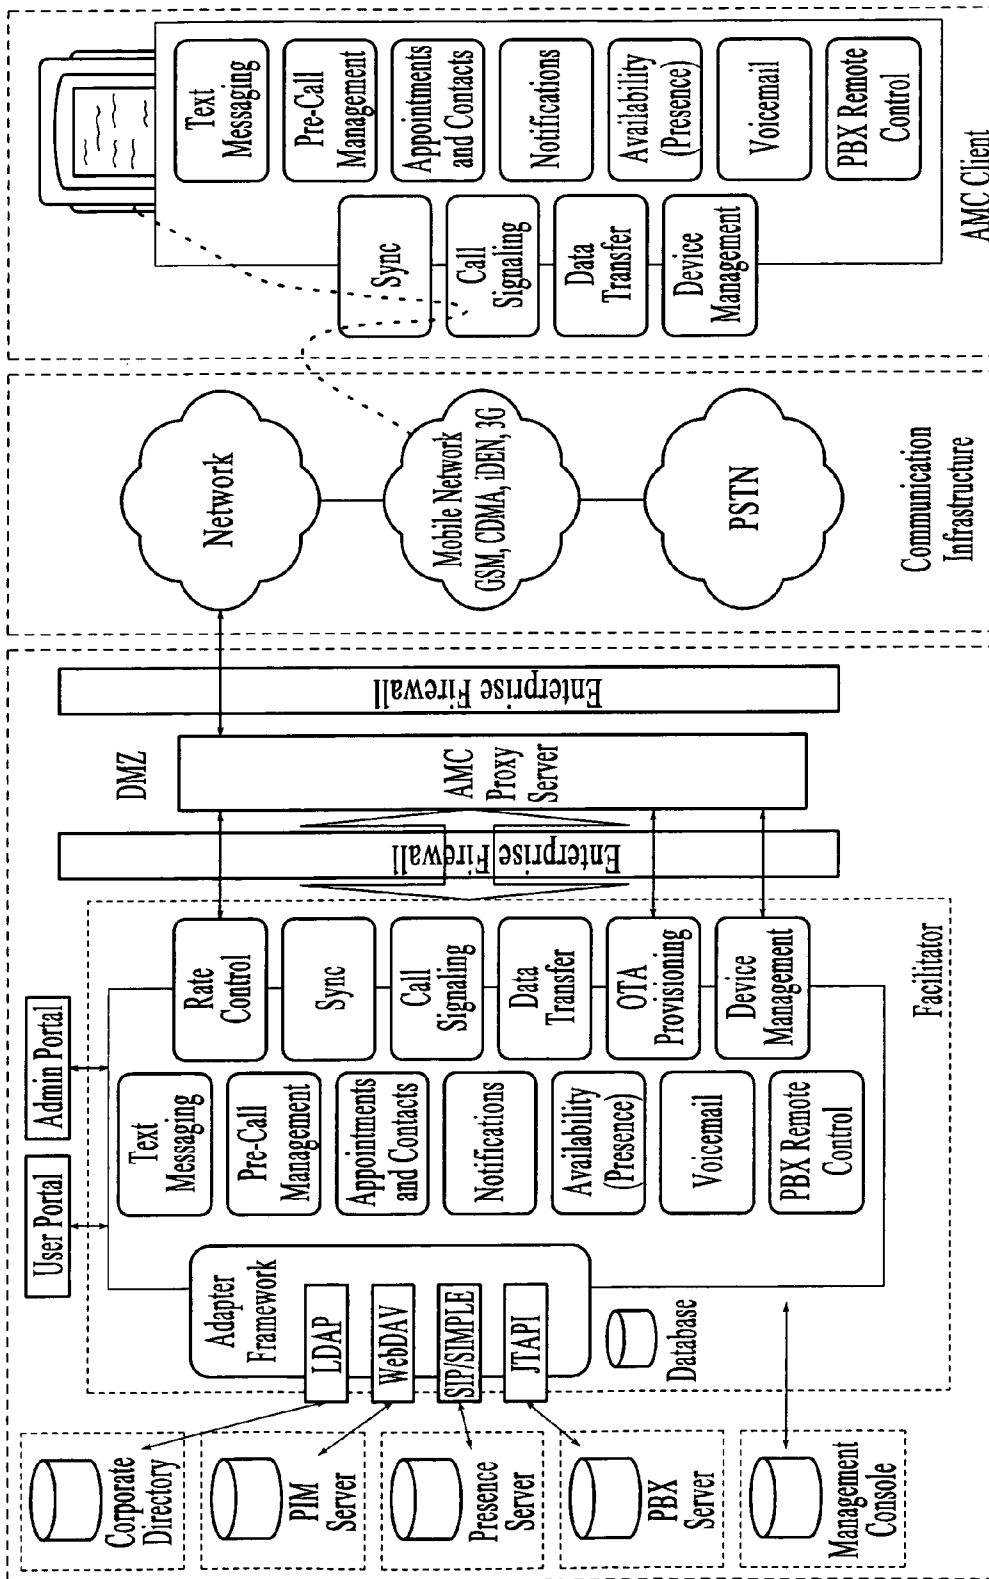 Corporate
Directory
PIM
Server
Presence
Server
PBX
Server
Management
Console
User Portal
Admin Portal
Adapter
Framework
LDAP
WebDAV
SIP/SIMPLE
JTAPI
Database
Text
Messaging
Pre-Call
Management
Appointments
and Contacts
Notifications
Availability
(Presence)
Voicemail
PBX Remote
Control
Rate
Control
Sync
Call
Signaling
Data
Transfer
OTA
Provisioning
Device
Management
Facilitator
Enterprise Firewall
DMZ
AMC
Proxy
Server
Enterprise Firewall
Network
Mobile Network
GSM, CDMA, iDEN, 3G
PSTN
Communication
Infrastructure
Sync
Call
Signaling
Data
Transfer
Device
Management
Text
Messaging
Pre-Call
Management
Appointments
and Contacts
Notifications
Availability
(Presence)
Voicemail
PBX Remote
Control
AMC Client